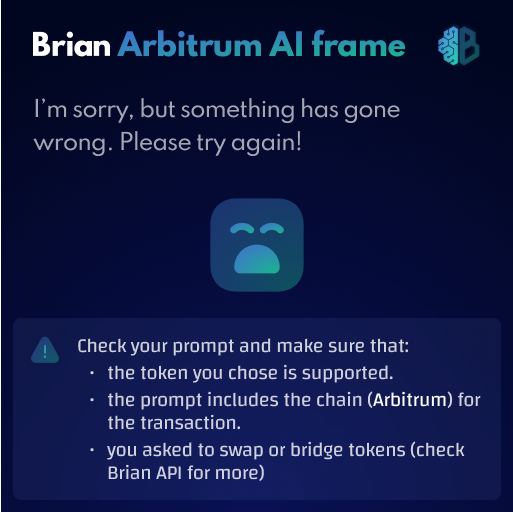 Brian Arbitrum AI frame
I'm sorry, but something has gone
wrong. Please try again!
Check your prompt and make sure that:
· the token you chose is supported.
· the prompt includes the chain (Arbitrum) for
the transaction.
· you asked to swap or bridge tokens (check
Brian API for more)